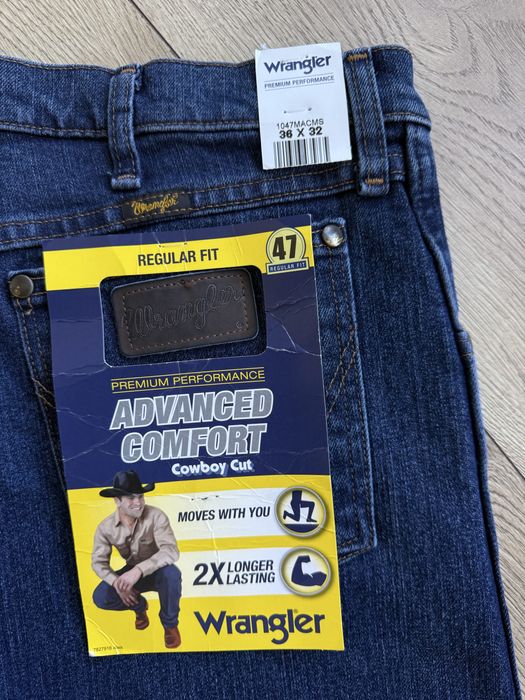 Wrangler
PREMIUM PERFORMANCE
1047MACMS
36 X 32
Wrangler
REGULAR FIT
47
REGULAR FIT
Wrangler
PREMIUM PERFORMANCE
ADVANCED
COMFORT
Cowboy Cut
MOVES WITH YOU
2X LONGER
LASTING
Wrangler